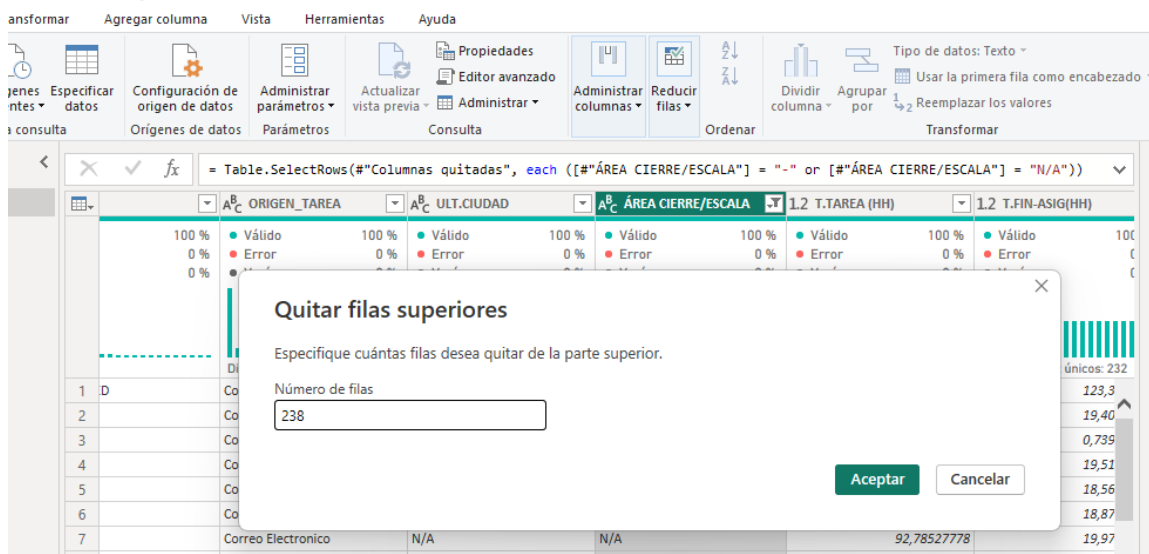 ansformar Agregar columna Vista Herramientas Ayuda
Propiedades
Editor avanzado
Administrar
Especificar datos
Configuración de origen de datos
Administrar parámetros
Actualizar vista previa
Administrar columnas
Reducir filas
Dividir columna
Agrupar por
Tipo de datos: Texto
Usar la primera fila como encabezado
Reemplazar los valores
a consulta Orígenes de datos Parámetros Consulta Ordenar Transformar
fx = Table.SelectRows(#"Columnas quitadas", each ([#"ÁREA CIERRE/ESCALA"] = "-" or [#"ÁREA CIERRE/ESCALA"] = "N/A"))
ABC ORIGEN_TAREA ABC ULT.CIUDAD ABC ÁREA CIERRE/ESCALA 1.2 T.TAREA (HH) 1.2 T.FIN-ASIG(HH)
100 % Válido 100 % Válido 100 % Válido 100 % Válido 100 % Válido 100
0 % Error 0 % Error 0 % Error 0 % Error 0 % Error
0 %
Quitar filas superiores
Especifique cuántas filas desea quitar de la parte superior.
Número de filas
238
Aceptar Cancelar
Di únicos: 232
1 Co 123,3
2 Co 19,40
3 Co 0,739
4 Co 19,51
5 Co 18,56
6 Co 18,87
7 Correo Electronico N/A N/A 92,78527778 19,97